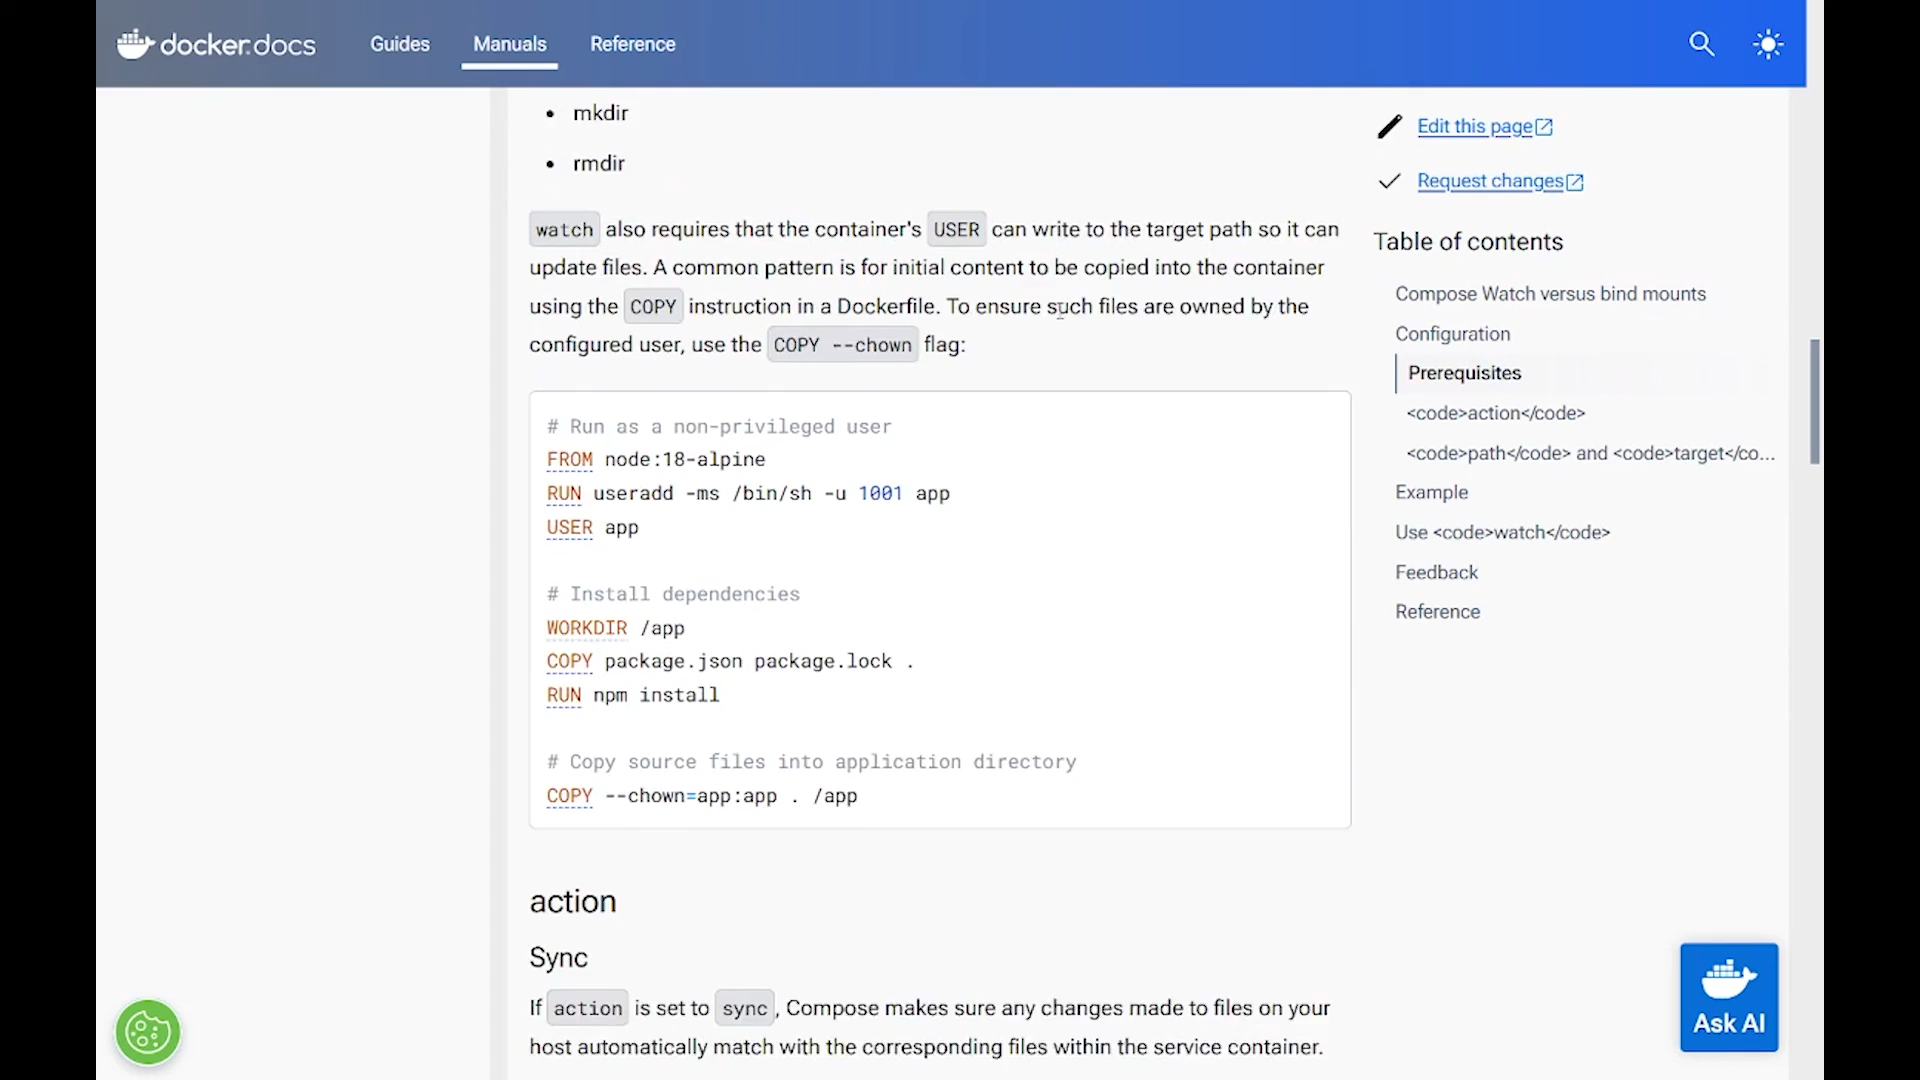 docker.docs Guides Manuals Reference
• mkdir
• rmdir
watch also requires that the container's USER can write to the target path so it can
update files. A common pattern is for initial content to be copied into the container
using the COPY instruction in a Dockerfile. To ensure such files are owned by the
configured user, use the COPY --chown flag:
# Run as a non-privileged user
FROM node:18-alpine
RUN useradd -ms /bin/sh -u 1001 app
USER app
# Install dependencies
WORKDIR /app
COPY package.json package.lock .
RUN npm install
# Copy source files into application directory
COPY --chown=app:app . /app
action
Sync
If action is set to sync, Compose makes sure any changes made to files on your
host automatically match with the corresponding files within the service container.
Edit this page
Request changes
Table of contents
Compose Watch versus bind mounts
Configuration
Prerequisites
<code>action</code>
<code>path</code> and <code>target</co...
Example
Use <code>watch</code>
Feedback
Reference
Ask AI